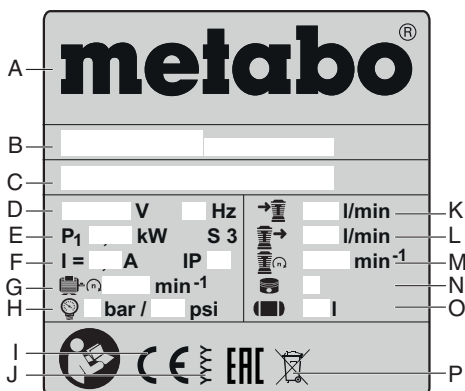 metabo®
A
B
C
D V Hz l/min K
E P1 kW S 3 l/min L
F I = , A IP min-1 M
G n min-1 N
H bar / psi l O
I CE YYYY EAC
J P